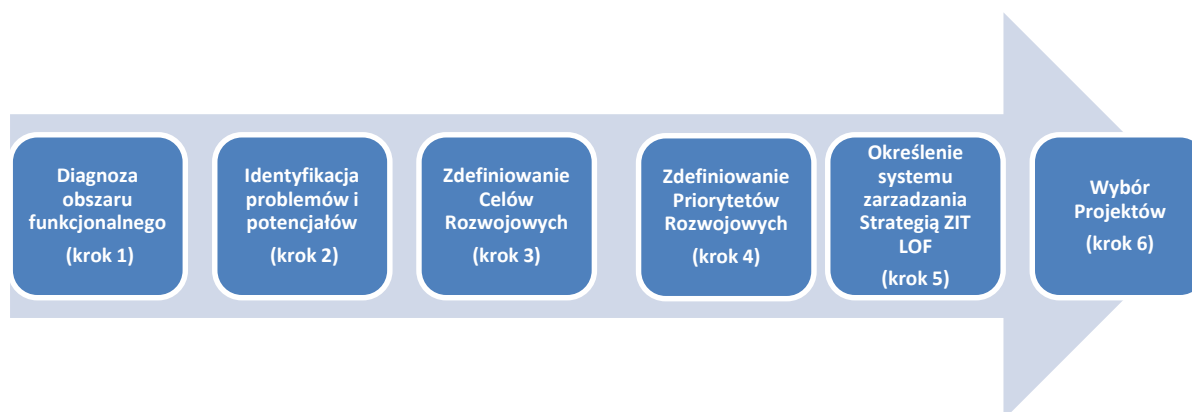 Diagnoza
obszaru
funkcjonalnego
(krok 1)
Identyfikacja
problemów i
potencjałów
(krok 2)
Zdefiniowanie
Celów
Rozwojowych
(krok 3)
Zdefiniowanie
Priorytetów
Rozwojowych
(krok 4)
Określenie
systemu
zarzadzania
Strategią ZIT
LOF
(krok 5)
Wybór
Projektów
(krok 6)